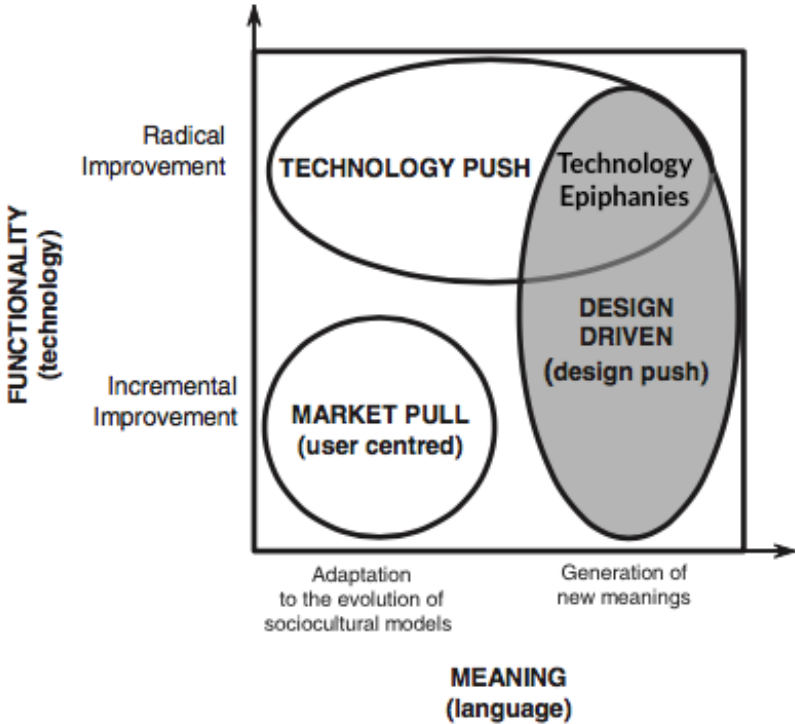 Radical
Improvement
TECHNOLOGY PUSH
Technology
Epiphanies
FUNCTIONALITY
(technology)
DESIGN
DRIVEN
(design push)
Incremental
Improvement
MARKET PULL
(user centred)
Adaptation
to the evolution of
sociocultural models
Generation of
new meanings
MEANING
(language)